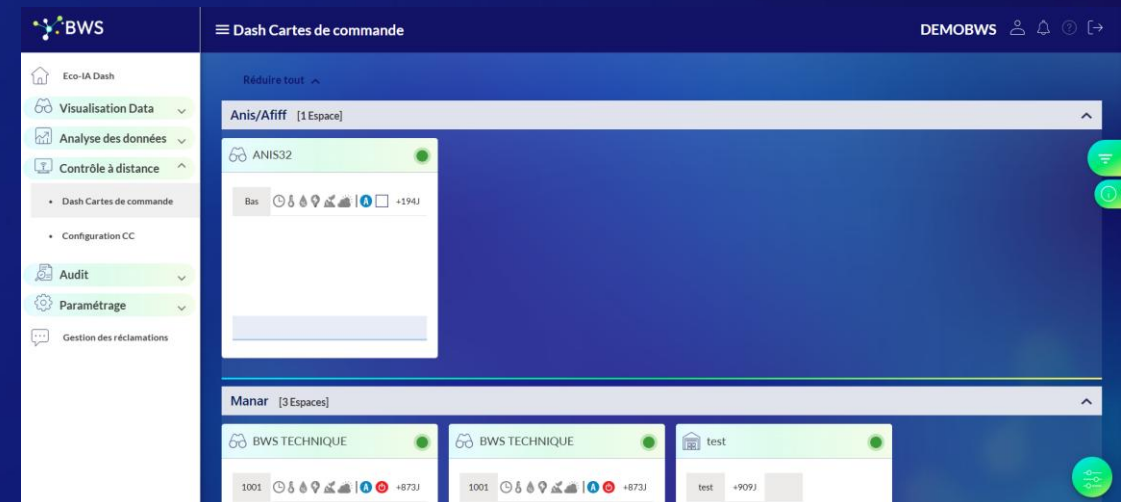 BWS
Dash Cartes de commande
DEMOBWS
Eco-IA Dash
Visualisation Data
Analyse des données
Contrôle à distance
Dash Cartes de commande
Configuration CC
Audit
Paramétrage
Gestion des réclamations
Réduire tout
Anis/Afiff [1 Espace]
ANIS32
Bas A +194J
Manar [3 Espaces]
BWS TECHNIQUE
1001 A +873J
BWS TECHNIQUE
1001 A +873J
test
test +909J